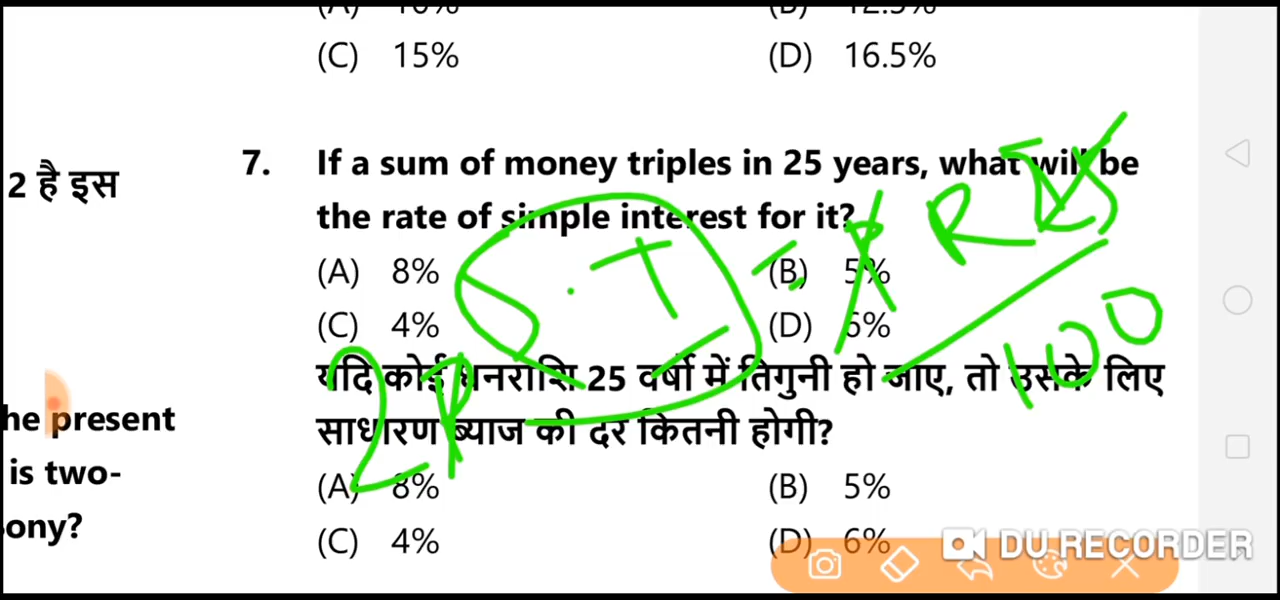 (C) 15% (D) 16.5%
2 है इस
7. If a sum of money triples in 25 years, what will be
the rate of simple interest for it?
(A) 8% (B) 5%
(C) 4% (D) 6%
S.I = P R 25
100
2P
यदि कोई धनराशि 25 वर्षो में तिगुनी हो जाए, तो उसके लिए
साधारण ब्याज की दर कितनी होगी?
(A) 8% (B) 5%
(C) 4% (D) 6%
he present
is two-
ony?
DU RECORDER